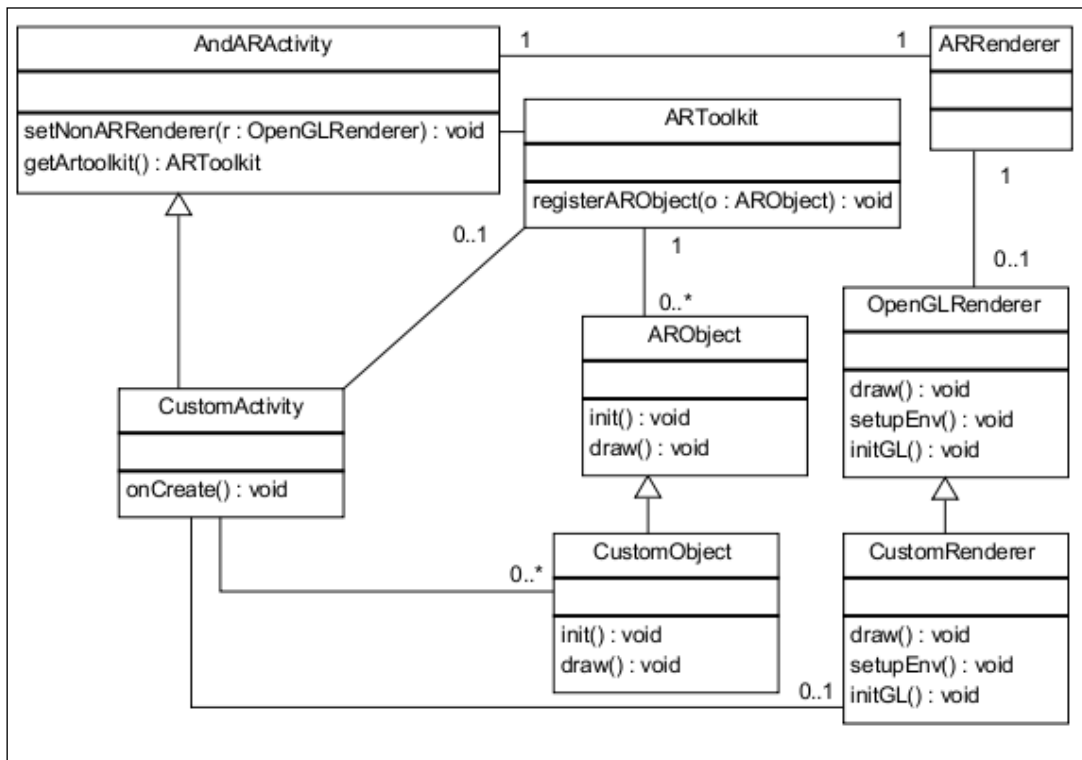 AndARActivity
setNonARRenderer(r : OpenGLRenderer) : void
getArtoolkit() : ARToolkit
1
1
ARRenderer
ARToolkit
registerARObject(o : ARObject) : void
0..1
1
0..*
1
0..1
ARObject
init() : void
draw() : void
OpenGLRenderer
draw() : void
setupEnv() : void
initGL() : void
CustomActivity
onCreate() : void
0..*
CustomObject
init() : void
draw() : void
0..1
CustomRenderer
draw() : void
setupEnv() : void
initGL() : void